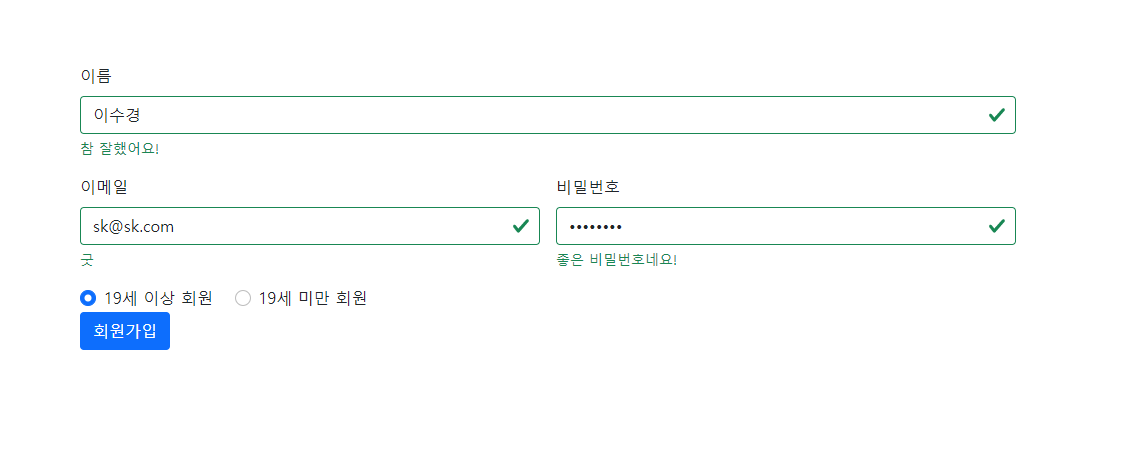 이름
이수경
참 잘했어요!
이메일 비밀번호
sk@sk.com ••••••••
굿 좋은 비밀번호네요!
19세 이상 회원 19세 미만 회원
회원가입